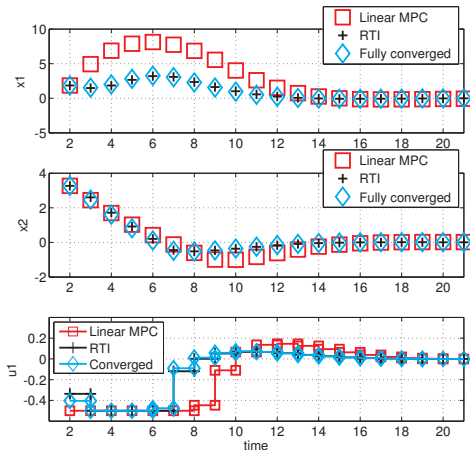 10
5
0
-5
x1
2 4 6 8 10 12 14 16 18 20
Linear MPC
RTI
Fully converged
4
2
0
-2
x2
2 4 6 8 10 12 14 16 18 20
Linear MPC
RTI
Fully converged
0.2
0
-0.2
-0.4
u1
2 4 6 8 10 12 14 16 18 20
time
Linear MPC
RTI
Converged